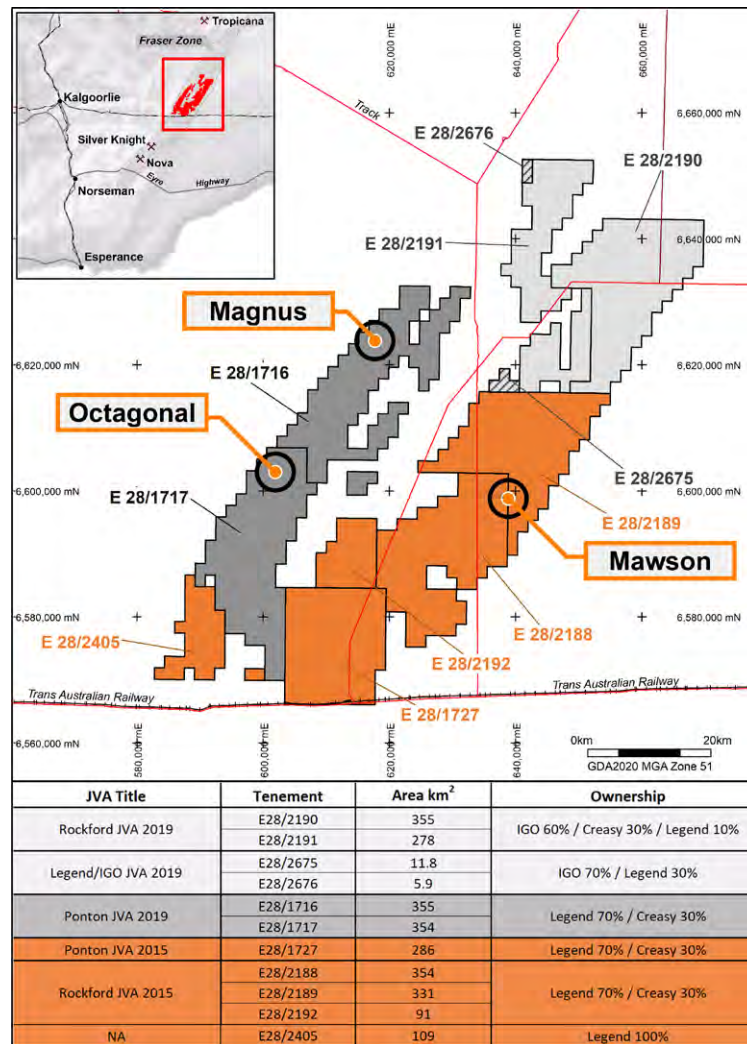 Tropicana
Fraser Zone
Kalgoorlie
Silver Knight
Nova
Eyre
Highway
Norseman
Esperance
620,000 mE
640,000 mE
660,000 mE
Track
6,660,000 mN
E 28/2676
E 28/2190
E 28/2191
6,640,000 mN
Magnus
6,620,000 mN
6,620,000 mN
E 28/1716
Octagonal
E 28/2675
6,600,000 mN
6,600,000 mN
E 28/1717
E 28/2189
Mawson
6,580,000 mN
6,580,000 mN
E 28/2188
E 28/2405
E 28/2192
Trans Australian Railway
Trans Australian Railway
E 28/1727
6,560,000 mN
580,000 mE
600,000 mE
620,000 mE
640,000 mE
0km 20km
GDA2020 MGA Zone 51
JVA Title Tenement Area km² Ownership
Rockford JVA 2019 E28/2190 355 IGO 60% / Creasy 30% / Legend 10%
E28/2191 278
Legend/IGO JVA 2019 E28/2675 11.8 IGO 70% / Legend 30%
E28/2676 5.9
Ponton JVA 2019 E28/1716 355 Legend 70% / Creasy 30%
E28/1717 354
Ponton JVA 2015 E28/1727 286 Legend 70% / Creasy 30%
Rockford JVA 2015 E28/2188 354 Legend 70% / Creasy 30%
E28/2189 331
E28/2192 91
NA E28/2405 109 Legend 100%